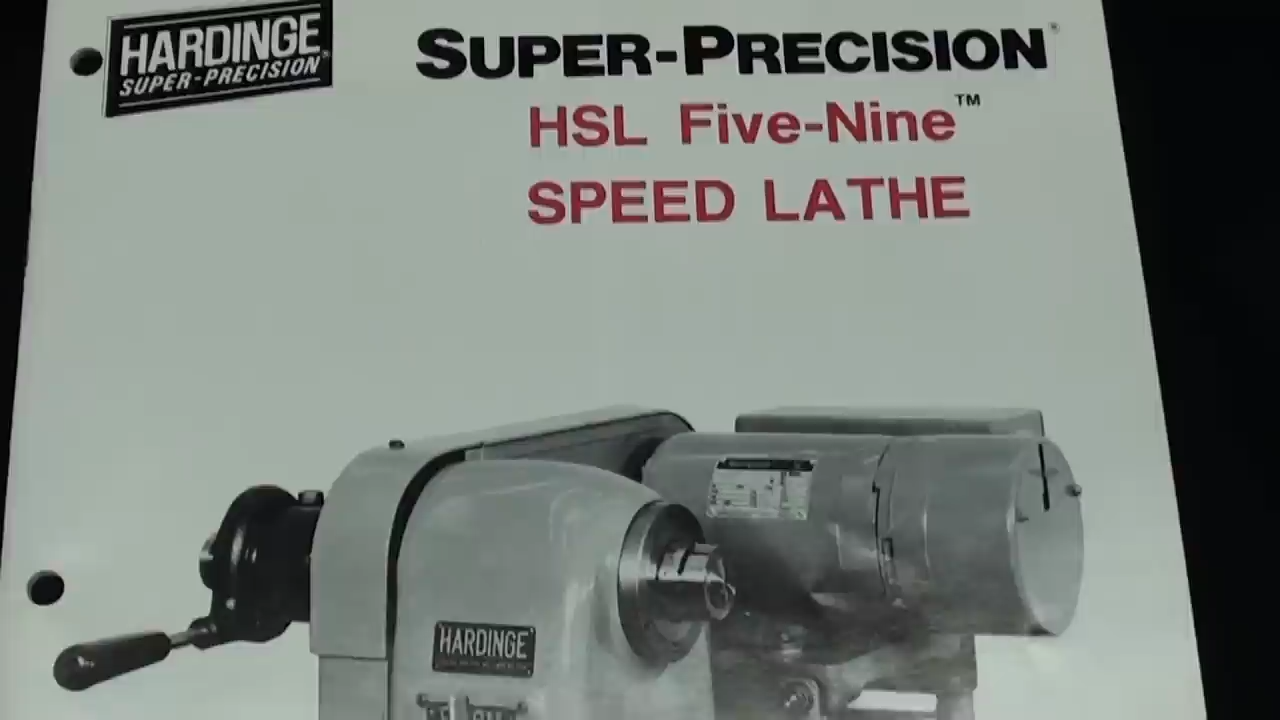 HARDINGE
SUPER-PRECISION®
SUPER-PRECISION®
HSL Five-Nine™
SPEED LATHE
HARDINGE